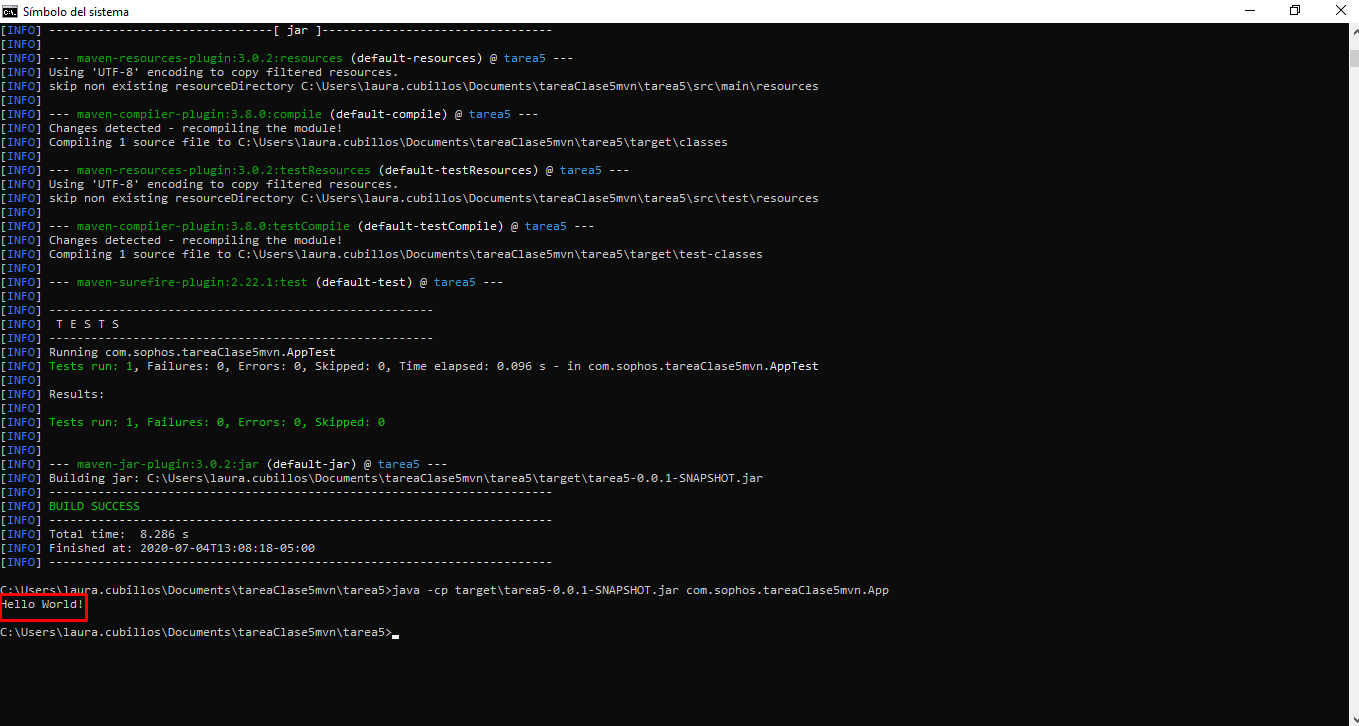 Símbolo del sistema
[INFO] --------------------------------[ jar ]---------------------------------
[INFO]
[INFO] --- maven-resources-plugin:3.0.2:resources (default-resources) @ tarea5 ---
[INFO] Using 'UTF-8' encoding to copy filtered resources.
[INFO] skip non existing resourceDirectory C:\Users\laura.cubillos\Documents\tareaClase5mvn\tarea5\src\main\resources
[INFO]
[INFO] --- maven-compiler-plugin:3.8.0:compile (default-compile) @ tarea5 ---
[INFO] Changes detected - recompiling the module!
[INFO] Compiling 1 source file to C:\Users\laura.cubillos\Documents\tareaClase5mvn\tarea5\target\classes
[INFO]
[INFO] --- maven-resources-plugin:3.0.2:testResources (default-testResources) @ tarea5 ---
[INFO] Using 'UTF-8' encoding to copy filtered resources.
[INFO] skip non existing resourceDirectory C:\Users\laura.cubillos\Documents\tareaClase5mvn\tarea5\src\test\resources
[INFO]
[INFO] --- maven-compiler-plugin:3.8.0:testCompile (default-testCompile) @ tarea5 ---
[INFO] Changes detected - recompiling the module!
[INFO] Compiling 1 source file to C:\Users\laura.cubillos\Documents\tareaClase5mvn\tarea5\target\test-classes
[INFO]
[INFO] --- maven-surefire-plugin:2.22.1:test (default-test) @ tarea5 ---
[INFO]
[INFO] -------------------------------------------------------
[INFO]  T E S T S
[INFO] -------------------------------------------------------
[INFO] Running com.sophos.tareaClase5mvn.AppTest
[INFO] Tests run: 1, Failures: 0, Errors: 0, Skipped: 0, Time elapsed: 0.096 s - in com.sophos.tareaClase5mvn.AppTest
[INFO]
[INFO] Results:
[INFO]
[INFO] Tests run: 1, Failures: 0, Errors: 0, Skipped: 0
[INFO]
[INFO]
[INFO] --- maven-jar-plugin:3.0.2:jar (default-jar) @ tarea5 ---
[INFO] Building jar: C:\Users\laura.cubillos\Documents\tareaClase5mvn\tarea5\target\tarea5-0.0.1-SNAPSHOT.jar
[INFO] ------------------------------------------------------------------------
[INFO] BUILD SUCCESS
[INFO] ------------------------------------------------------------------------
[INFO] Total time:  8.286 s
[INFO] Finished at: 2020-07-04T13:08:18-05:00
[INFO] ------------------------------------------------------------------------
C:\Users\laura.cubillos\Documents\tareaClase5mvn\tarea5>java -cp target\tarea5-0.0.1-SNAPSHOT.jar com.sophos.tareaClase5mvn.App
Hello World!
C:\Users\laura.cubillos\Documents\tareaClase5mvn\tarea5>